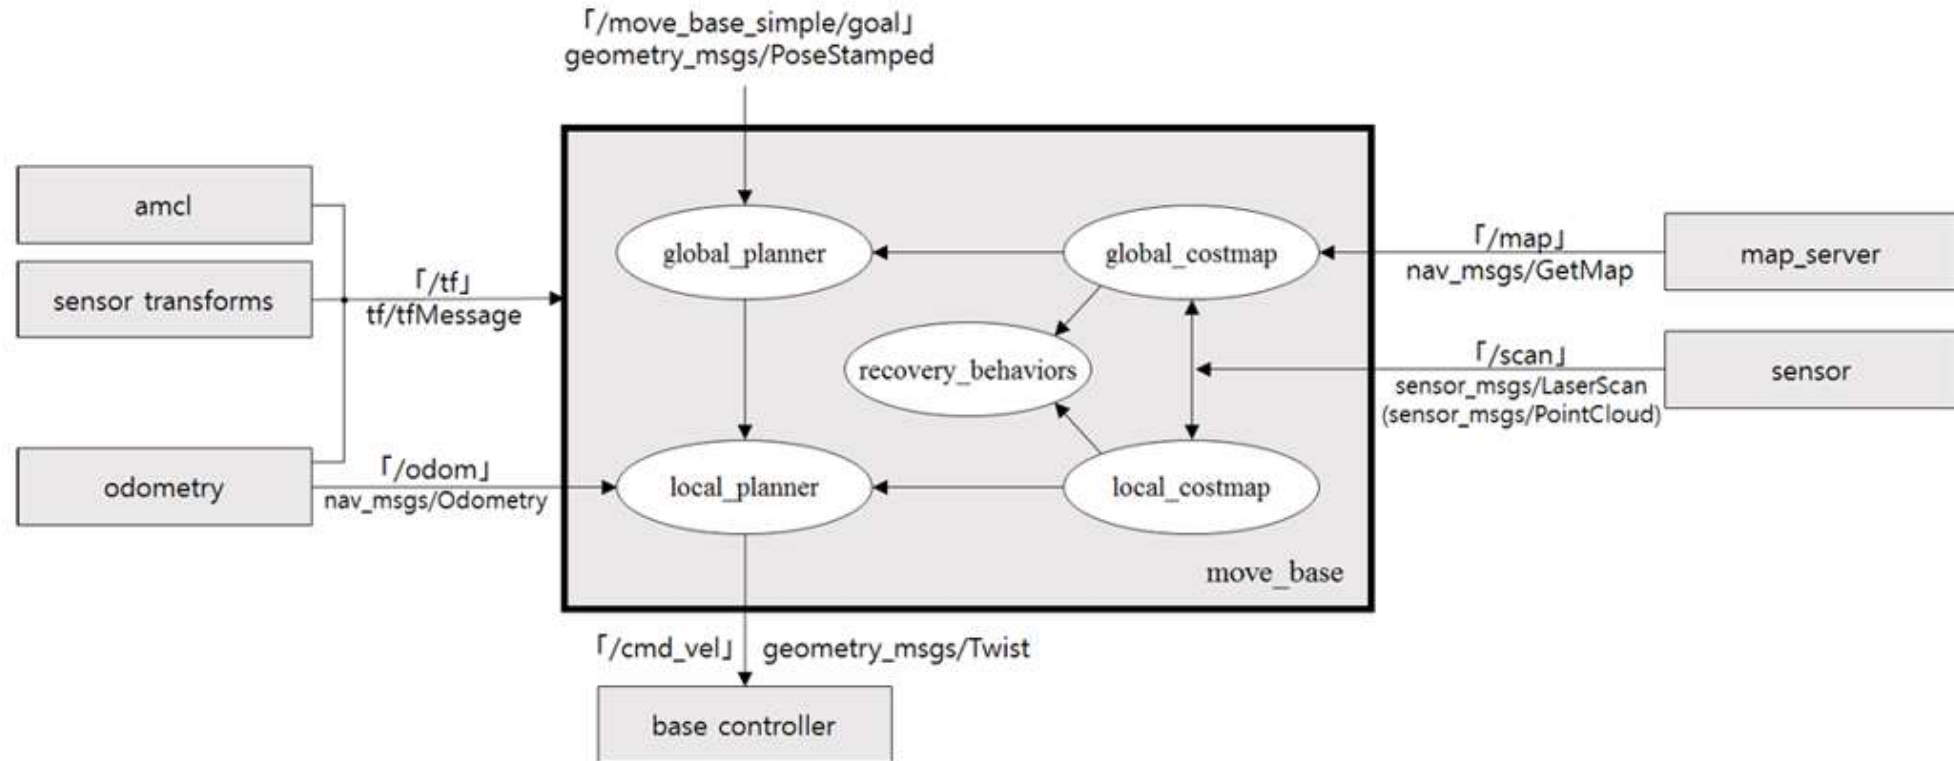 「/move_base_simple/goal」
geometry_msgs/PoseStamped
amcl
sensor transforms
「/tf」
tf/tfMessage
odometry
「/odom」
nav_msgs/Odometry
global_planner
global_costmap
recovery_behaviors
local_planner
local_costmap
move_base
「/map」
nav_msgs/GetMap
map_server
「/scan」
sensor_msgs/LaserScan
(sensor_msgs/PointCloud)
sensor
「/cmd_vel」 geometry_msgs/Twist
base controller